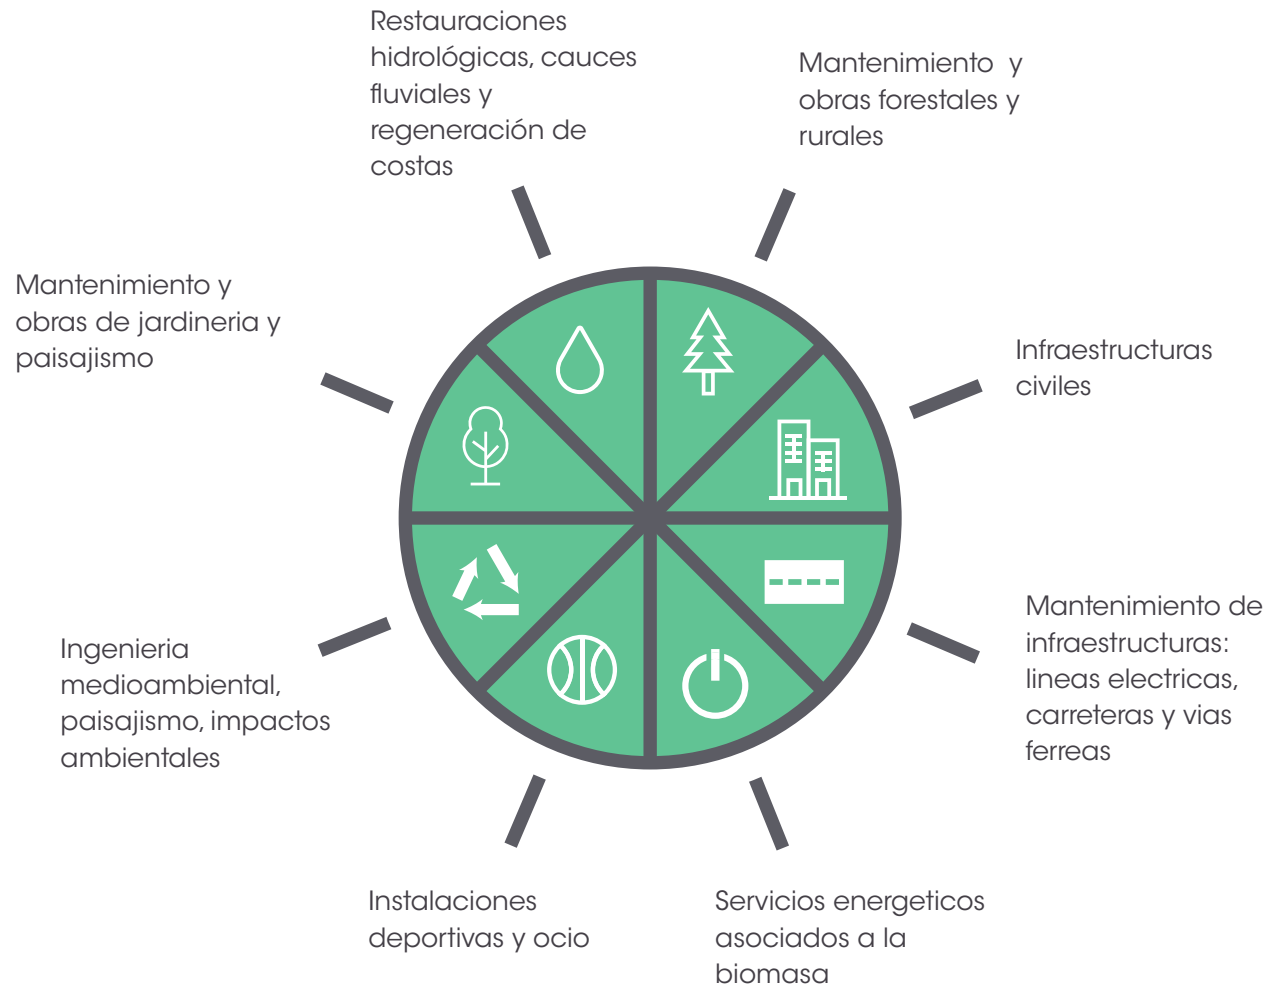 Restauraciones
hidrológicas, cauces
fluviales y
regeneración de
costas
Mantenimiento y
obras forestales y
rurales
Mantenimiento y
obras de jardineria y
paisajismo
Infraestructuras
civiles
Ingenieria
medioambiental,
paisajismo, impactos
ambientales
Mantenimiento de
infraestructuras:
lineas electricas,
carreteras y vias
ferreas
Instalaciones
deportivas y ocio
Servicios energeticos
asociados a la
biomasa